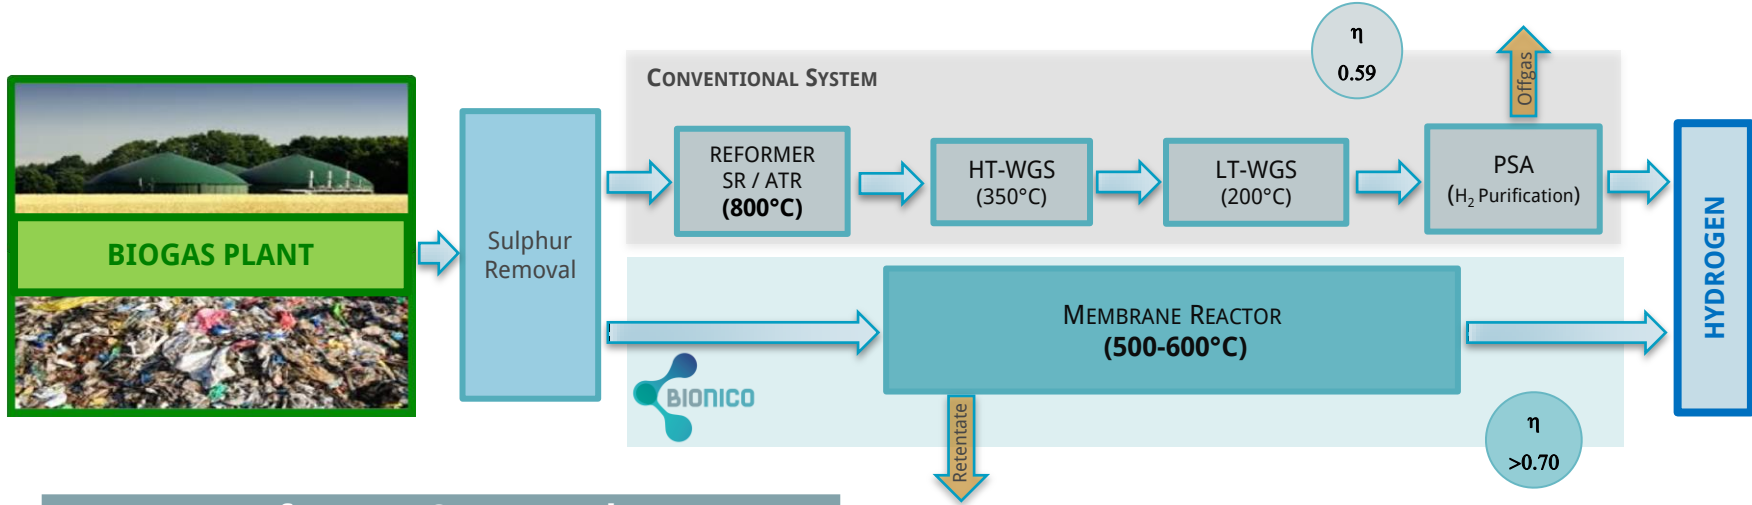 η
0.59
Offgas
CONVENTIONAL SYSTEM
REFORMER
SR / ATR
(800°C)
HT-WGS
(350°C)
LT-WGS
(200°C)
PSA
(H2 Purification)
BIOGAS PLANT
Sulphur
Removal
HYDROGEN
MEMBRANE REACTOR
(500-600°C)
BIONICO
Retentate
η
>0.70